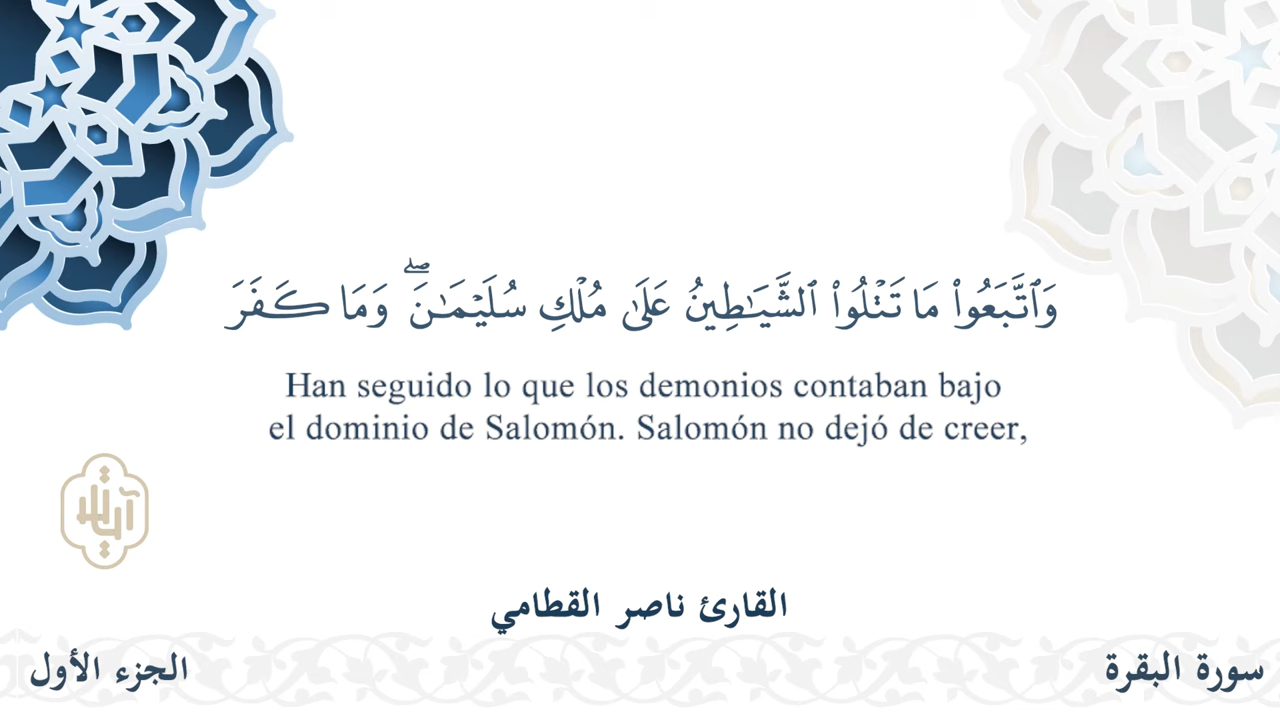 وَٱتَّبَعُوا۟ مَا تَتْلُوا۟ ٱلشَّيَـٰطِينُ عَلَىٰ مُلْكِ سُلَيْمَـٰنَ ۖ وَمَا كَفَرَ
Han seguido lo que los demonios contaban bajo
el dominio de Salomón. Salomón no dejó de creer,
القارئ ناصر القطامي
سورة البقرة
الجزء الأول